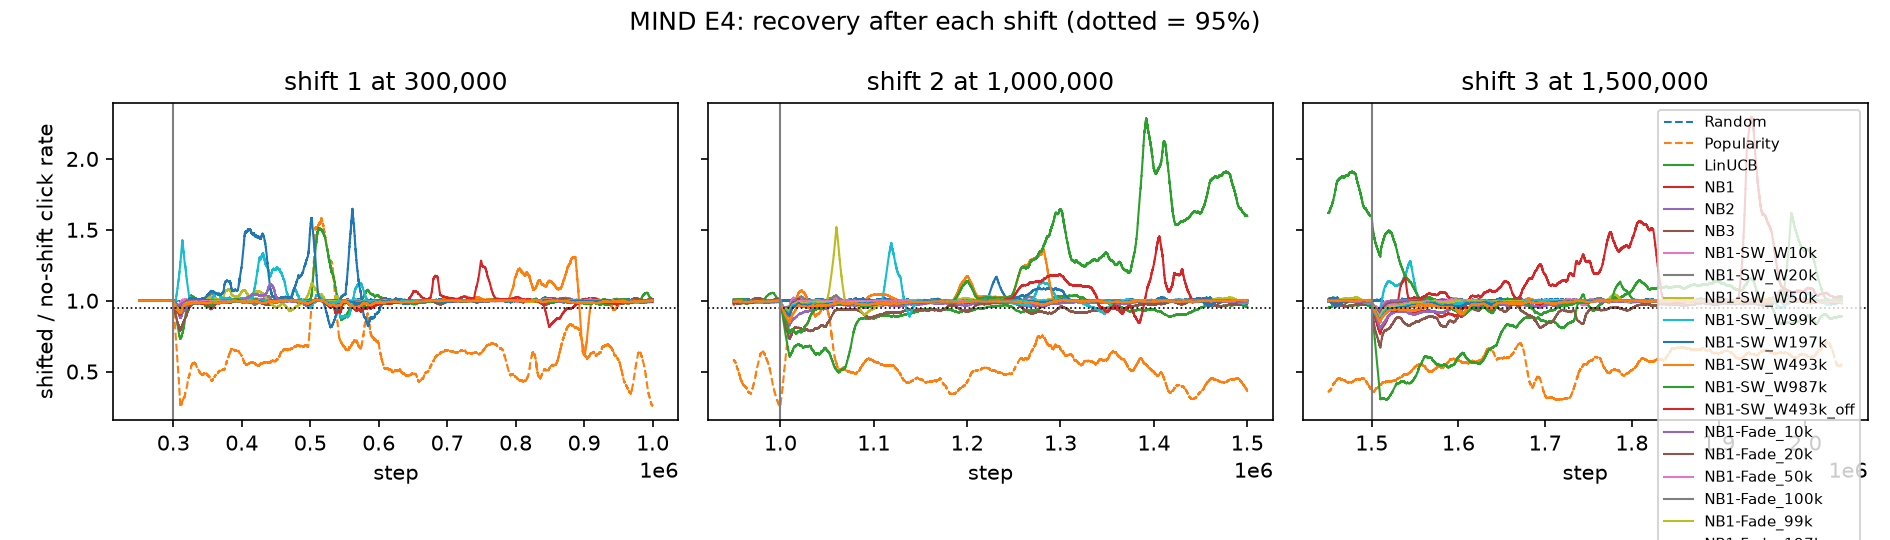 MIND E4: recovery after each shift (dotted = 95%)
shift 1 at 300,000
shift 2 at 1,000,000
shift 3 at 1,500,000
shifted / no-shift click rate
2.0
1.5
1.0
0.5
0.3 0.4 0.5 0.6 0.7 0.8 0.9 1.0
step
1e6
1.0 1.1 1.2 1.3 1.4 1.5
step
1e6
1.5 1.6 1.7 1.8 1.9 2.0
step
1e6
Random
Popularity
LinUCB
NB1
NB2
NB3
NB1-SW_W10k
NB1-SW_W20k
NB1-SW_W50k
NB1-SW_W99k
NB1-SW_W197k
NB1-SW_W493k
NB1-SW_W987k
NB1-SW_W493k_off
NB1-Fade_10k
NB1-Fade_20k
NB1-Fade_50k
NB1-Fade_100k
NB1-Fade_99k